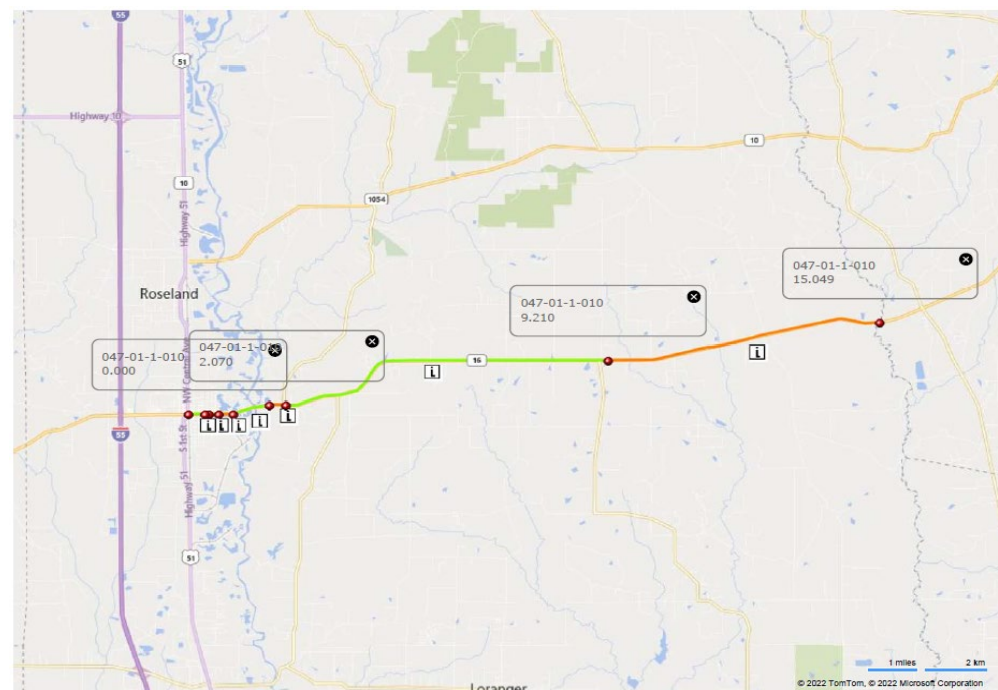 55
51
Highway 10
10
10
Highway 51
1054
047-01-1-010
15.049
Roseland
047-01-1-010
9.210
NW Central Ave
047-01-1-010
0.000
047-01-1-010
2.070
16
S 1st St
55
Highway 51
51
1 miles
2 km
Loranger
© 2022 TomTom, © 2022 Microsoft Corporation